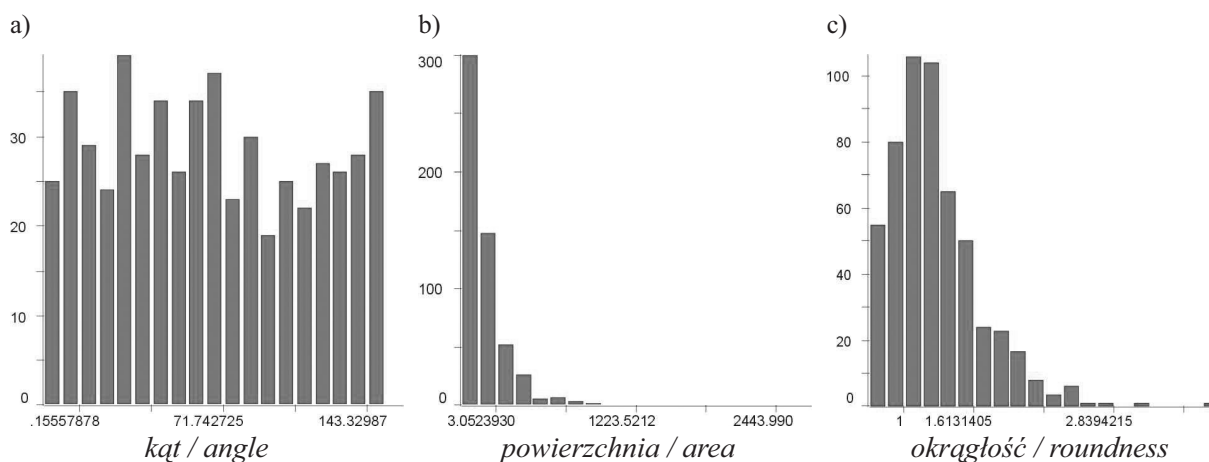 a)
30
20
10
0
.155557878 71.742725 143.32987
kąt / angle
b)
300
200
100
0
3.0523930 1223.5212 2443.990
powierzchnia / area
c)
100
80
60
40
20
0
1 1.6131405 2.8394215
okrągłość / roundness